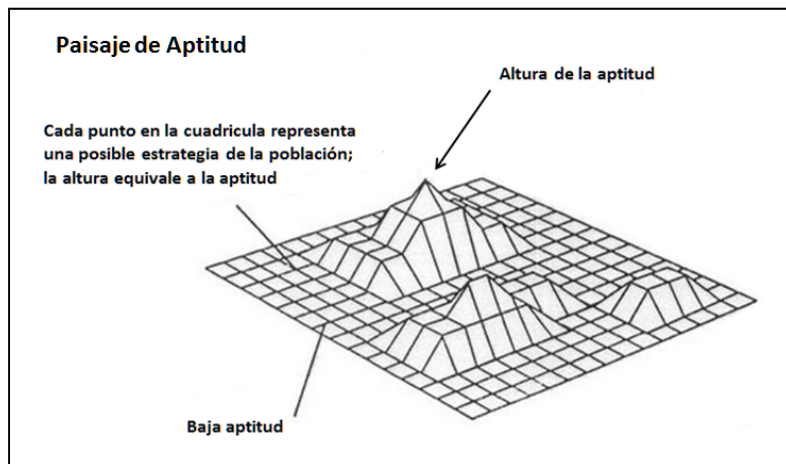 Paisaje de Aptitud
Altura de la aptitud
Cada punto en la cuadricula representa
una posible estrategia de la población;
la altura equivale a la aptitud
Baja aptitud